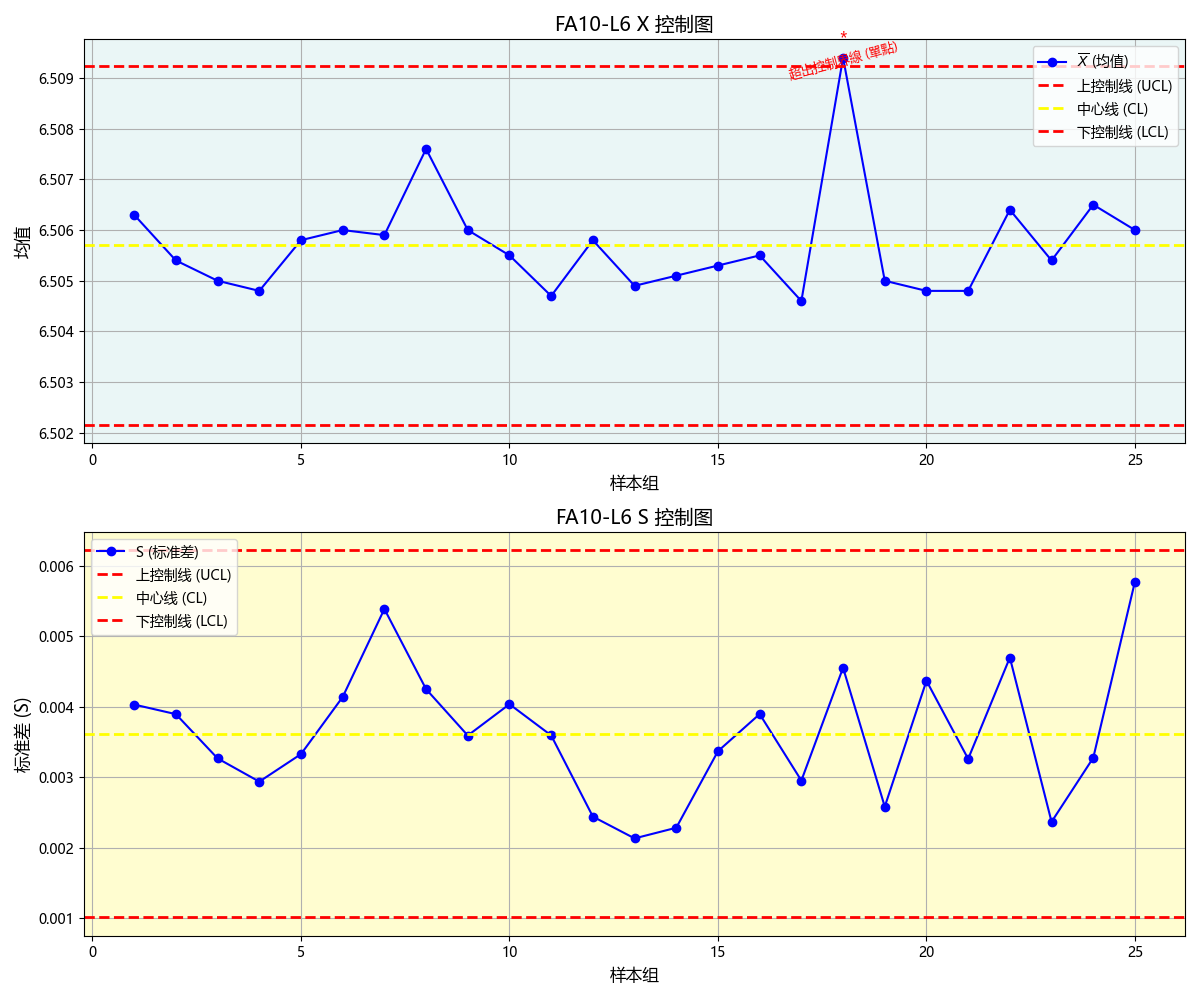 FA10-L6 X 控制图
*
超出控制界線 (單點)
X (均值)
上控制线 (UCL)
中心线 (CL)
下控制线 (LCL)
均值
6.509
6.508
6.507
6.506
6.505
6.504
6.503
6.502
0 5 10 15 20 25
样本组
FA10-L6 S 控制图
S (标准差)
上控制线 (UCL)
中心线 (CL)
下控制线 (LCL)
标准差 (S)
0.006
0.005
0.004
0.003
0.002
0.001
0 5 10 15 20 25
样本组